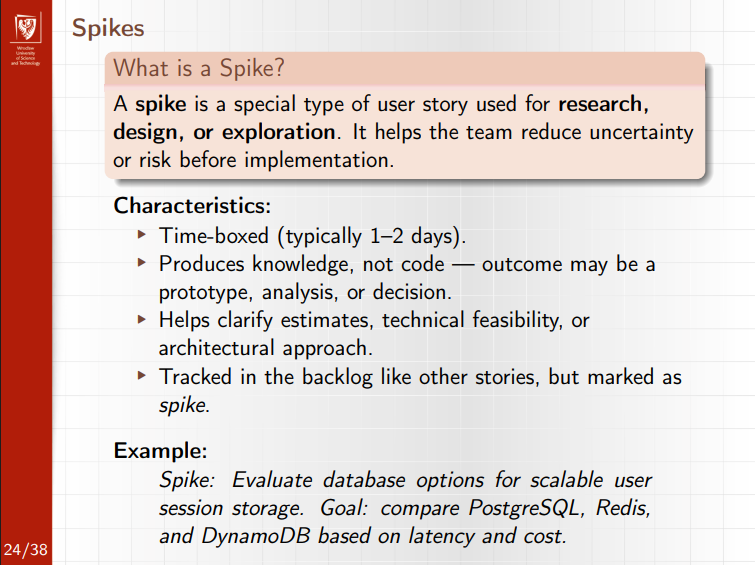 Wrocław
University
of Science
and Technology
Spikes
What is a Spike?
A spike is a special type of user story used for research,
design, or exploration. It helps the team reduce uncertainty
or risk before implementation.
Characteristics:
Time-boxed (typically 1–2 days).
Produces knowledge, not code — outcome may be a
prototype, analysis, or decision.
Helps clarify estimates, technical feasibility, or
architectural approach.
Tracked in the backlog like other stories, but marked as
spike.
Example:
Spike: Evaluate database options for scalable user
session storage. Goal: compare PostgreSQL, Redis,
and DynamoDB based on latency and cost.
24/38